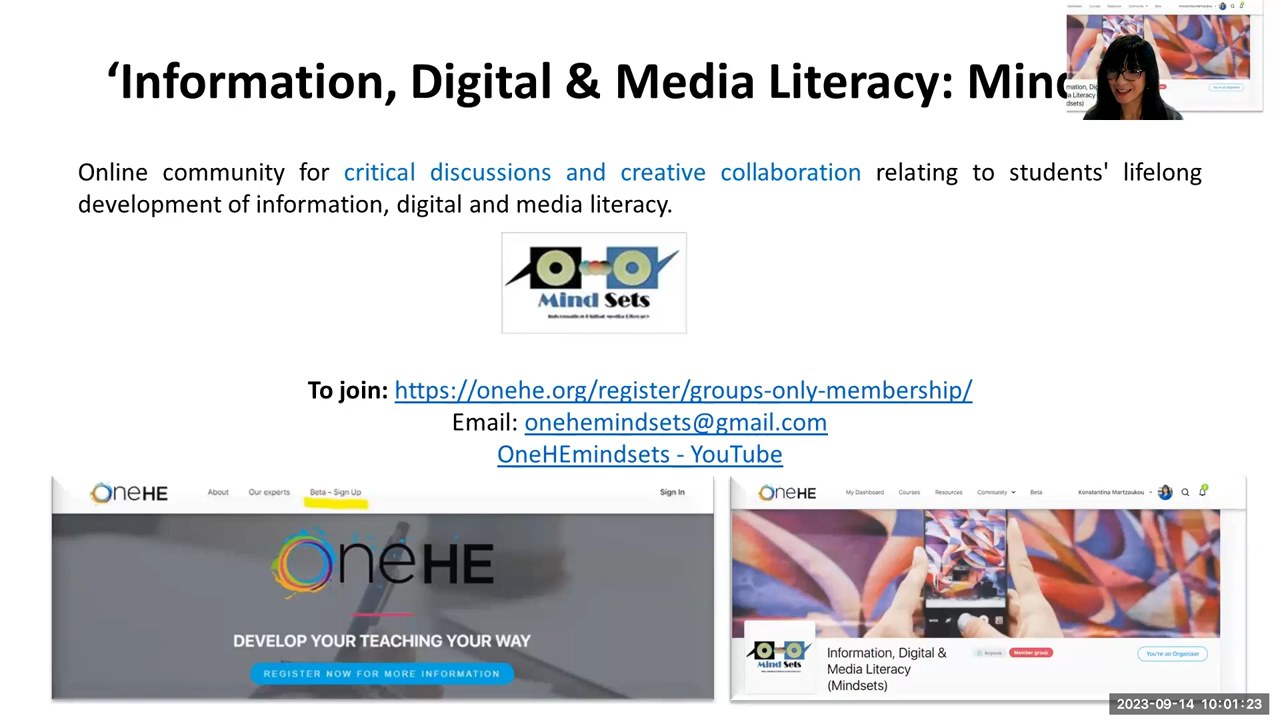 ‘Information, Digital & Media Literacy: Mind
Online community for critical discussions and creative collaboration relating to students' lifelong
development of information, digital and media literacy.
Mind Sets
To join: https://onehe.org/register/groups-only-membership/
Email: onehemindsets@gmail.com
OneHEmindsets - YouTube
OneHE About Our experts Beta – Sign Up Sign In
OneHE
DEVELOP YOUR TEACHING YOUR WAY
REGISTER NOW FOR MORE INFORMATION
OneHE My Dashboard Courses Resources Community Beta Konstantina Martzoukou
Mind Sets
Information, Digital &
Media Literacy
(Mindsets)
Anyone Member group
You're an Organiser
2023-09-14 10:01:23